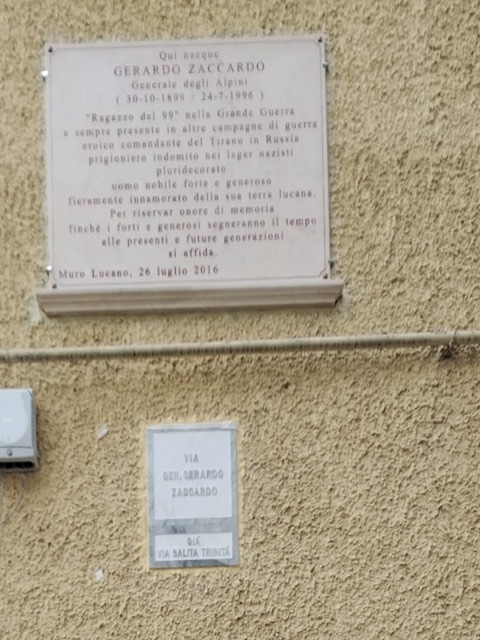 Qui nacque
GERARDO ZACCARDO
Generale degli Alpini
( 30-10-1899 / 24-7-1996 )
"Ragazzo del 99" nella Grande Guerra
e sempre presente in altre campagne di guerra
eroico comandante del Tirano in Russia
prigioniero indomito nei lager nazisti
pluridecorato
uomo nobile forte e generoso
fieramente innamorato della sua terra lucana.
Per riservar onore di memoria
finchè i forti e generosi segneranno il tempo
alle presenti e future generazioni
si affida.
Muro Lucano, 26 luglio 2016
VIA
GEN. GERARDO
ZACCARDO
GIÀ
VIA SALITA TRINITÀ